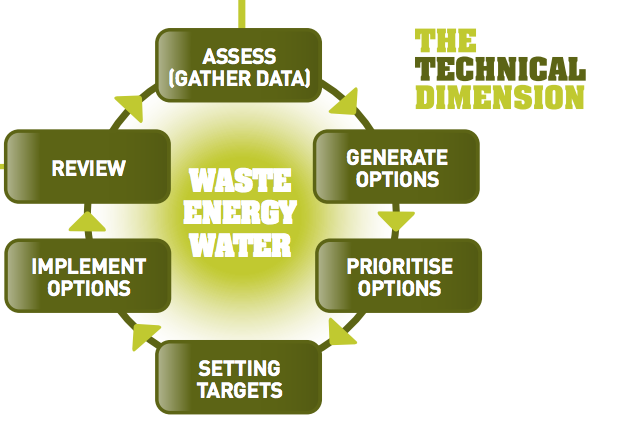 THE
TECHNICAL
DIMENSION
ASSESS
(GATHER DATA)
GENERATE
OPTIONS
PRIORITISE
OPTIONS
SETTING
TARGETS
IMPLEMENT
OPTIONS
REVIEW
WASTE
ENERGY
WATER